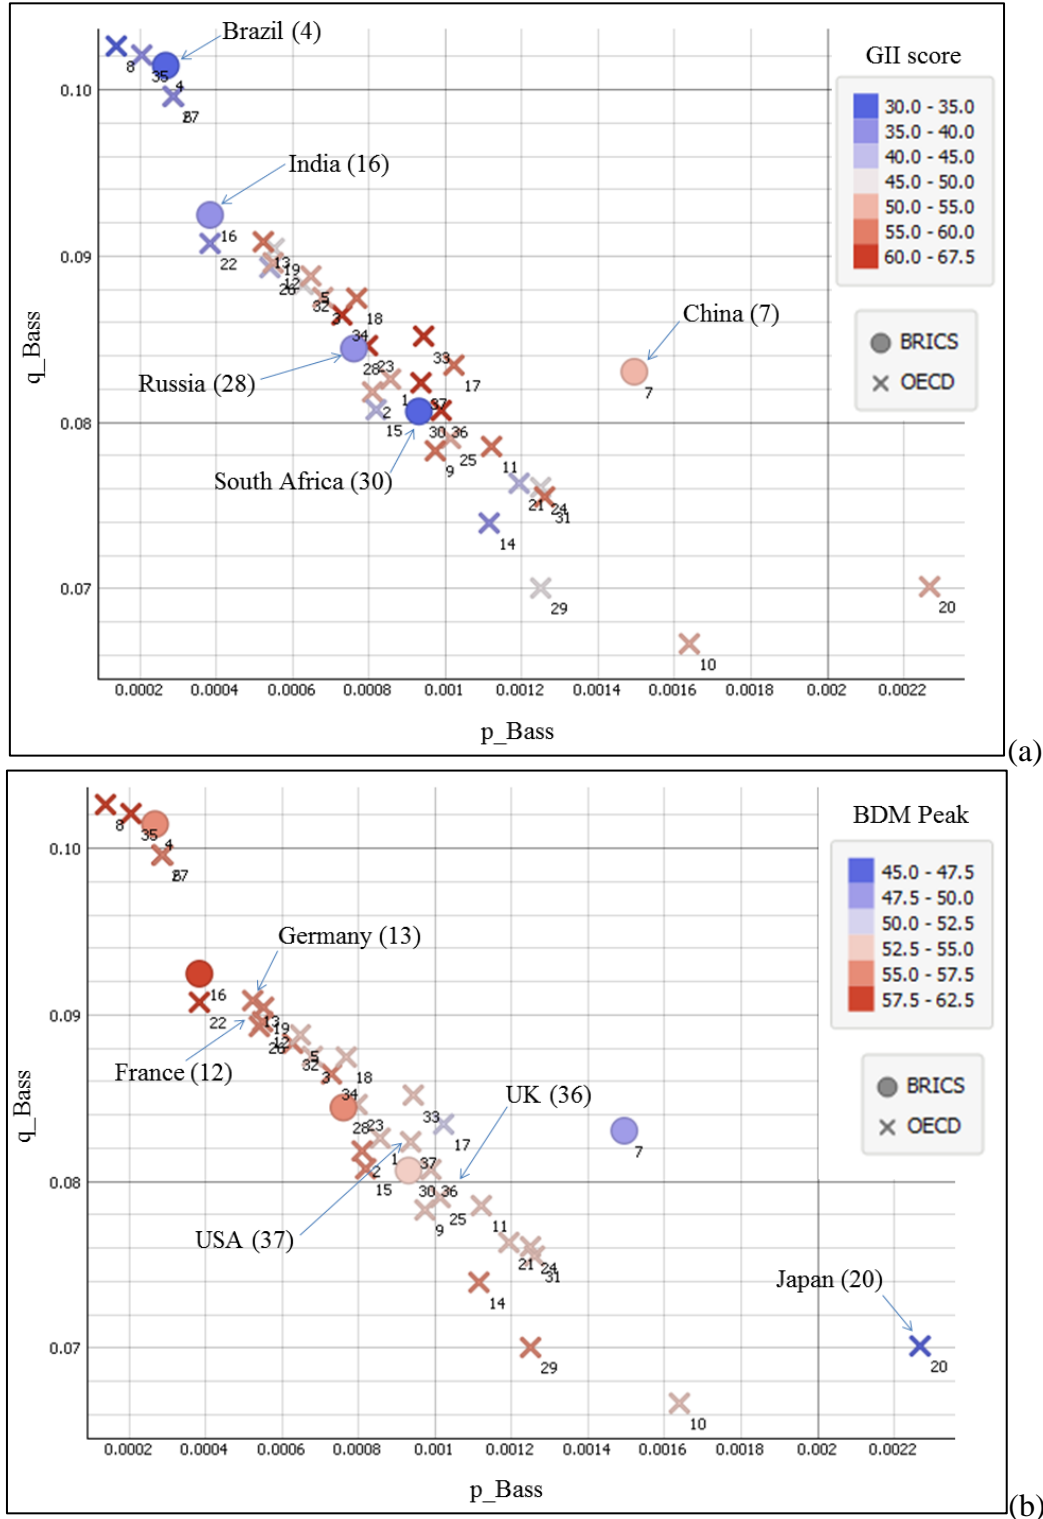 Brazil (4)
GII score
8
35
4
27
0.10
30.0 - 35.0
35.0 - 40.0
40.0 - 45.0
45.0 - 50.0
50.0 - 55.0
55.0 - 60.0
60.0 - 67.5
India (16)
16
22
0.09
13
19
12
26
5
32
3
18
34
China (7)
BRICS
OECD
33
28
23
17
7
Russia (28)
q_Bass
1
37
2
0.08
15
30
36
25
9
11
South Africa (30)
21
24
31
14
0.07
29
20
10
0.0002
0.0004
0.0006
0.0008
0.001
0.0012
0.0014
0.0016
0.0018
0.002
0.0022
p_Bass
(a)
BDM Peak
8
35
4
0.10
45.0 - 47.5
47.5 - 50.0
50.0 - 52.5
52.5 - 55.0
55.0 - 57.5
57.5 - 62.5
Germany (13)
16
22
0.09
13
19
12
26
5
32
3
18
34
France (12)
UK (36)
BRICS
OECD
q_Bass
33
28
23
17
7
1
37
2
0.08
15
30
36
25
9
11
USA (37)
21
24
31
14
Japan (20)
0.07
29
20
10
0.0002
0.0004
0.0006
0.0008
0.001
0.0012
0.0014
0.0016
0.0018
0.002
0.0022
p_Bass
(b)